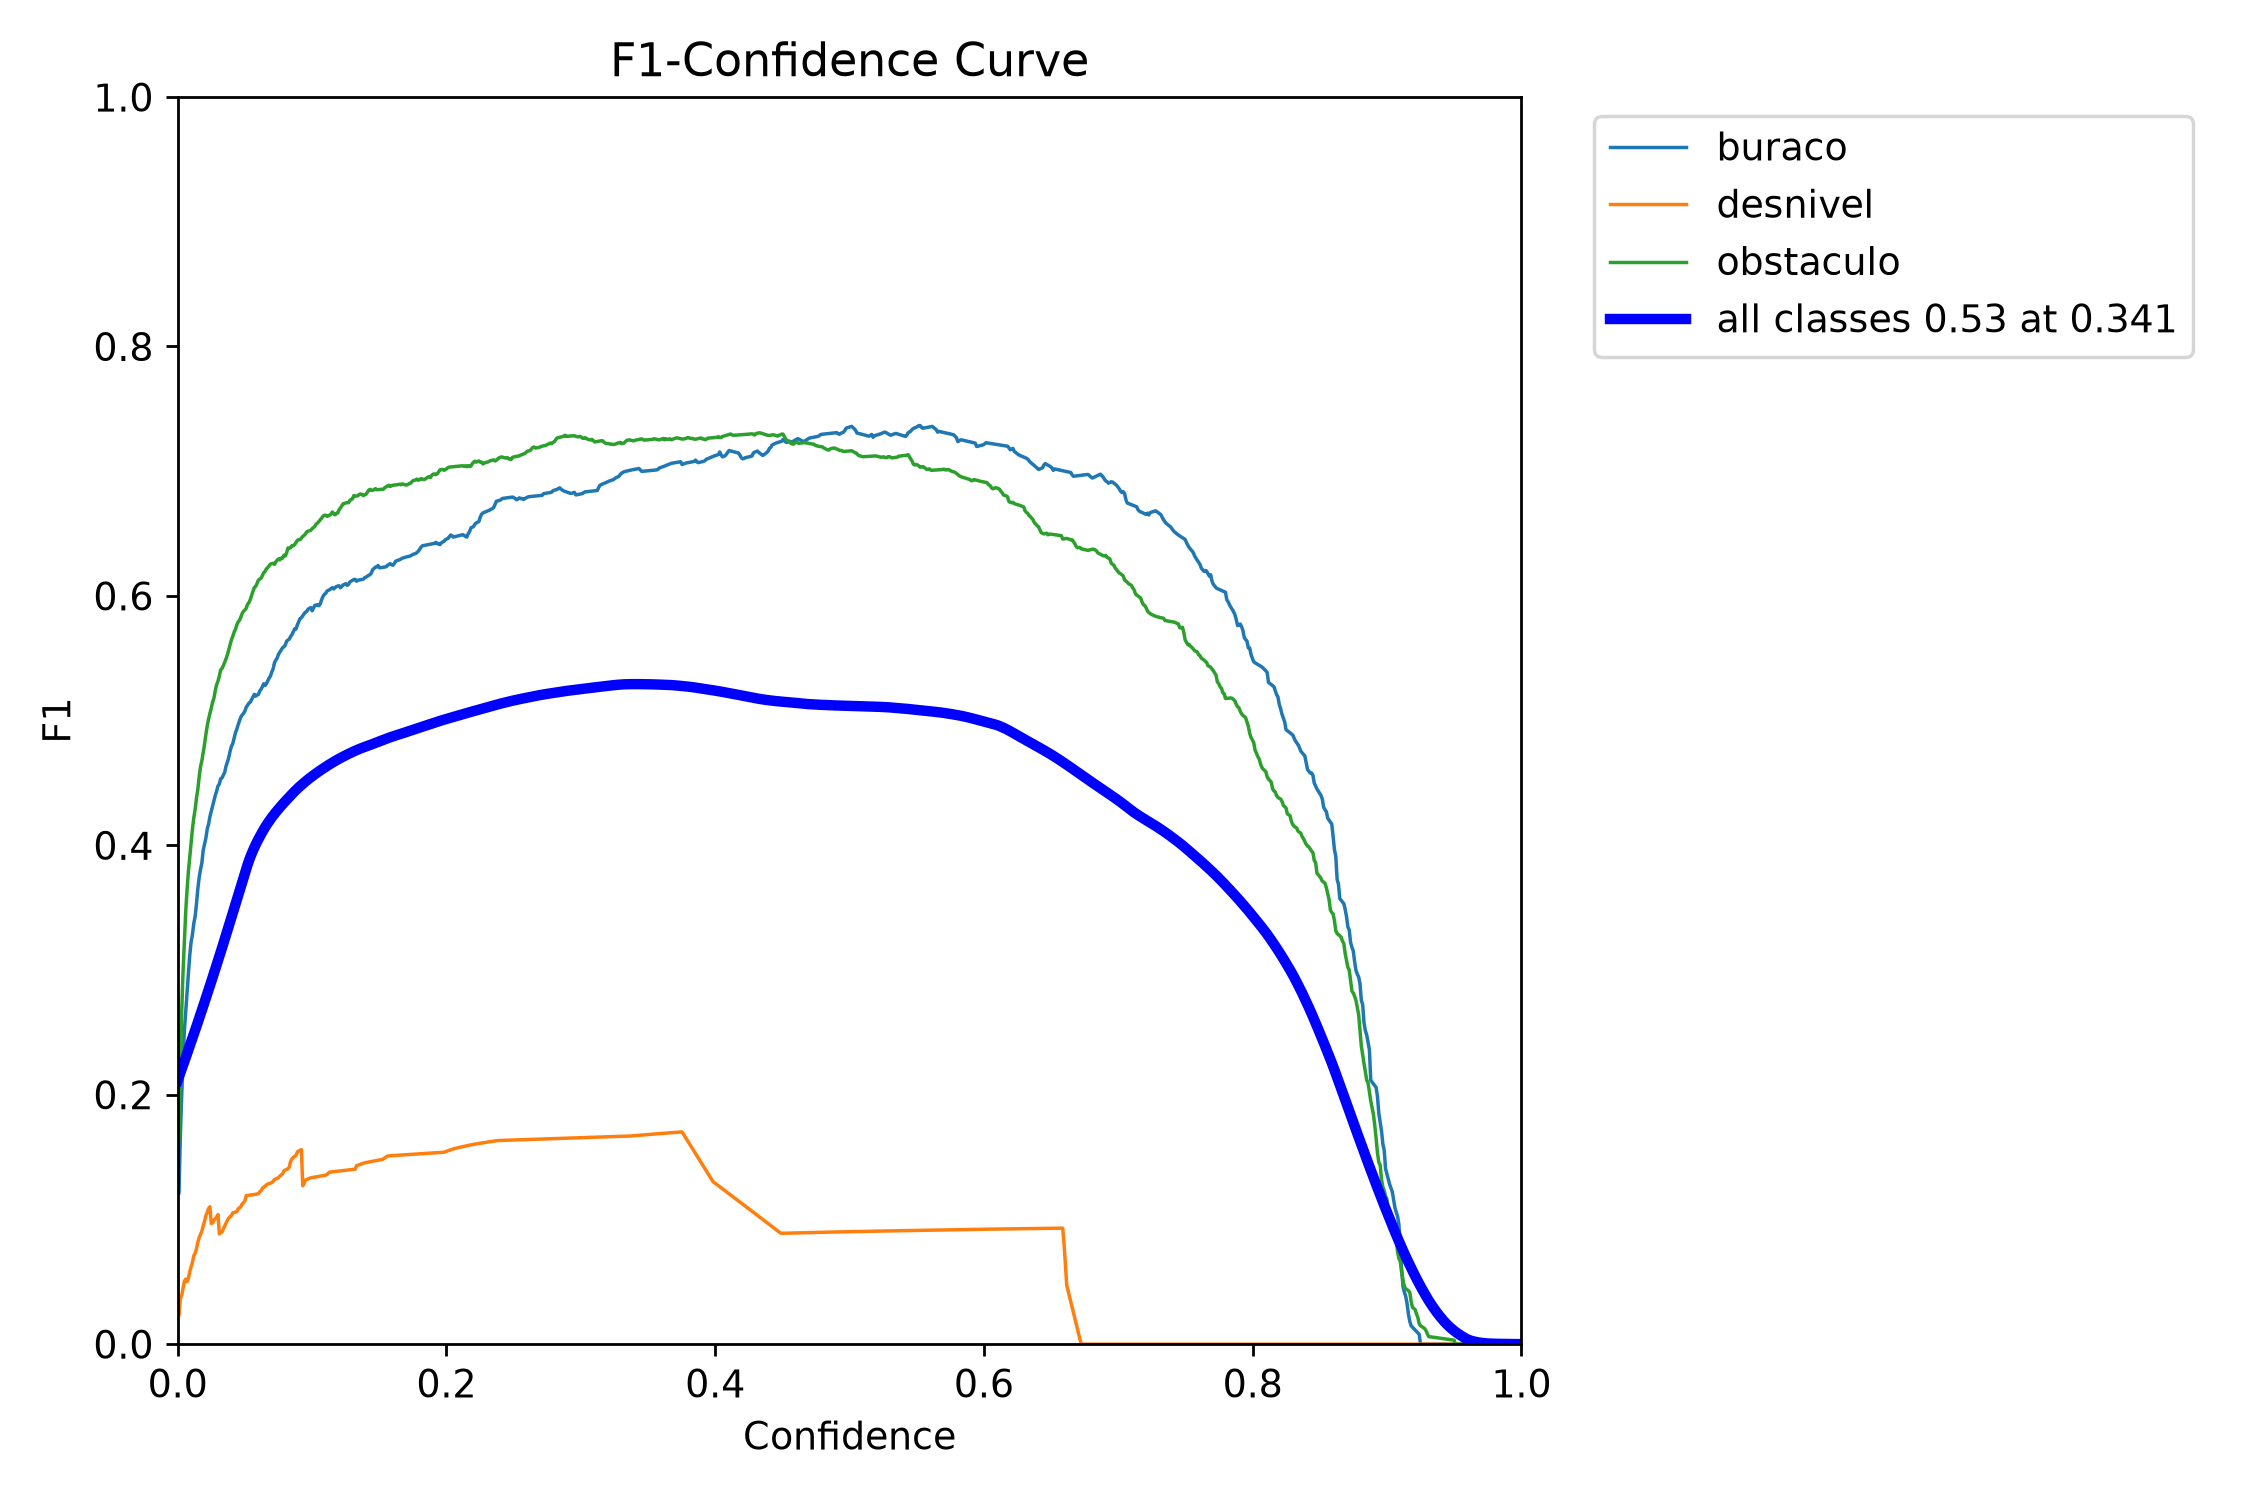 F1-Confidence Curve
1.0
0.8
0.6
0.4
0.2
0.0
F1
0.0 0.2 0.4 0.6 0.8 1.0
Confidence
buraco
desnivel
obstaculo
all classes 0.53 at 0.341